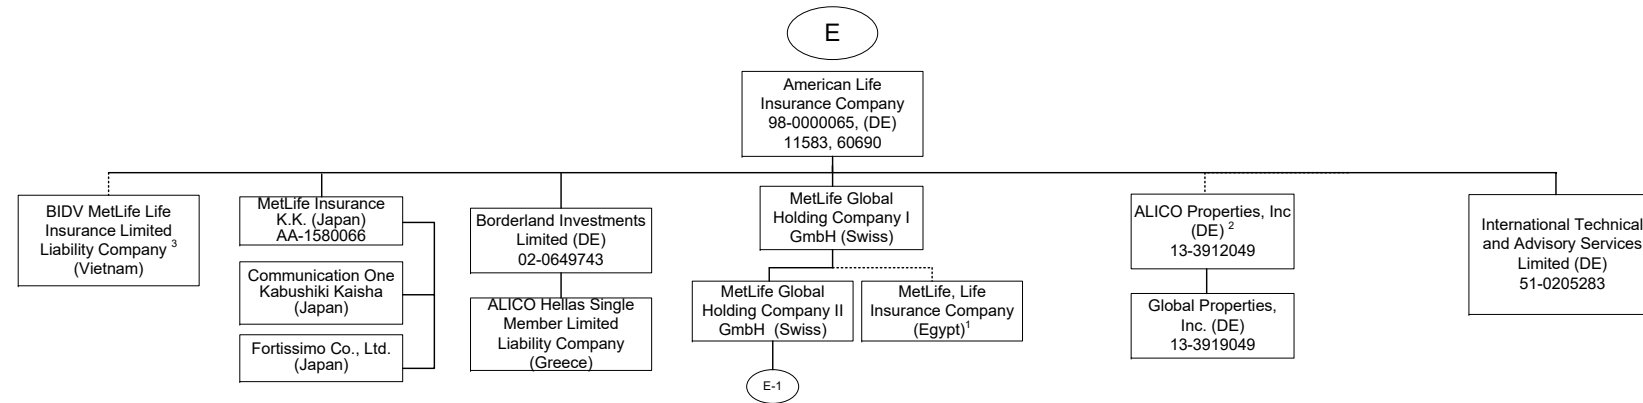 E
American Life
Insurance Company
98-0000065, (DE)
11583, 60690
BIDV MetLife Life
Insurance Limited
Liability Company 3
(Vietnam)
MetLife Insurance
K.K. (Japan)
AA-1580066
Communication One
Kabushiki Kaisha
(Japan)
Fortissimo Co., Ltd.
(Japan)
Borderland Investments
Limited (DE)
02-0649743
ALICO Hellas Single
Member Limited
Liability Company
(Greece)
MetLife Global
Holding Company I
GmbH (Swiss)
MetLife Global
Holding Company II
GmbH (Swiss)
E-1
MetLife, Life
Insurance Company
(Egypt)1
ALICO Properties, Inc
(DE) 2
13-3912049
Global Properties,
Inc. (DE)
13-3919049
International Technical
and Advisory Services
Limited (DE)
51-0205283